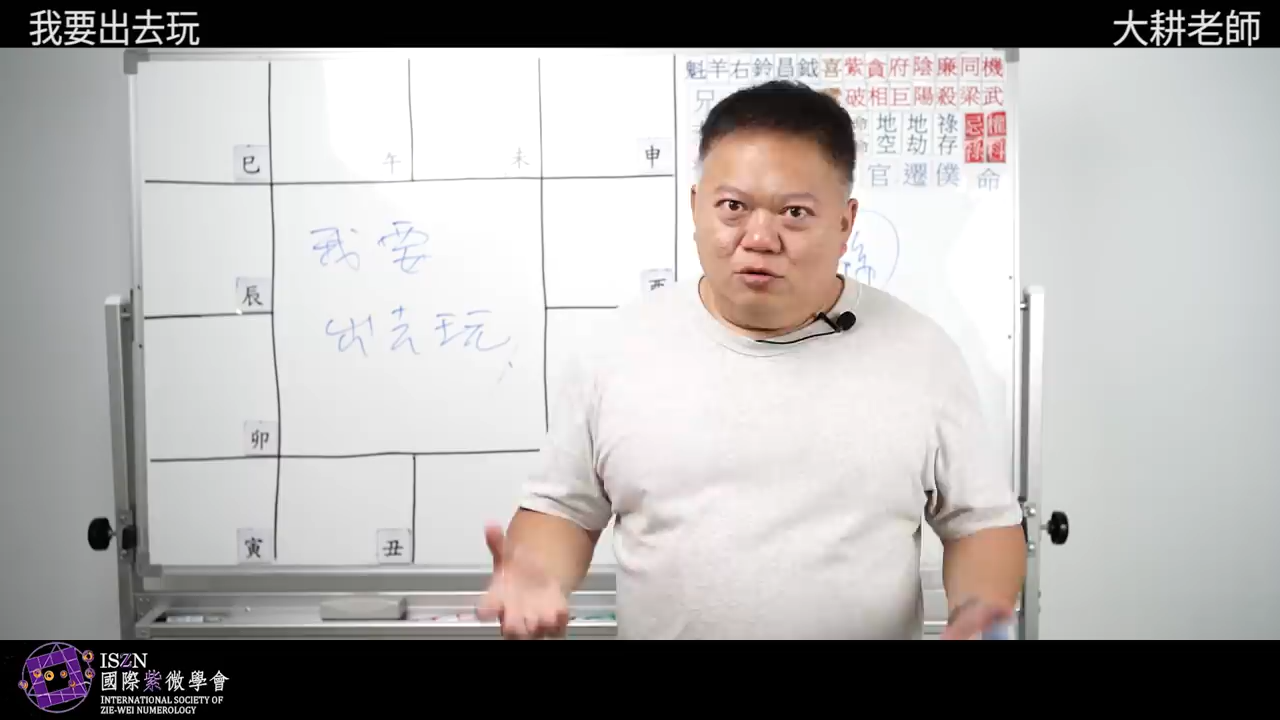 我要出去玩
大耕老師
魁羊右鈴昌鉞喜紫貪府陰廉同機
兄
破相巨陽殺梁武
地空 地劫 祿存 忌
官遷僕命
巳
午
未
申
我要
出去玩
辰
酉
卯
寅
丑
ISZN
國際紫微學會
INTERNATIONAL SOCIETY OF
ZIE-WEI NUMEROLOGY